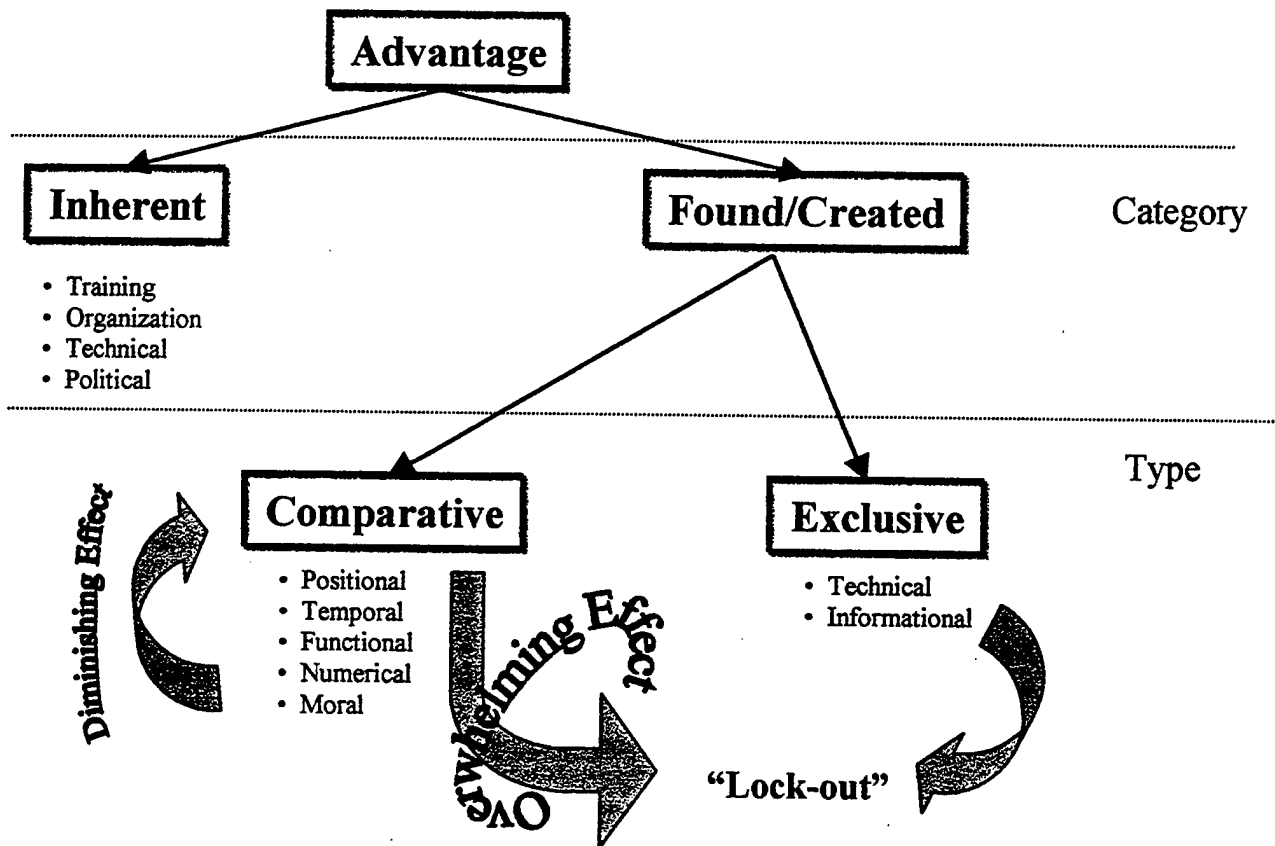 Advantage
Inherent
Found/Created
Category
• Training
• Organization
• Technical
• Political
Type
Diminishing Effect
Comparative
Exclusive
• Positional
• Temporal
• Functional
• Numerical
• Moral
Overwhelming Effect
• Technical
• Informational
“Lock-out”